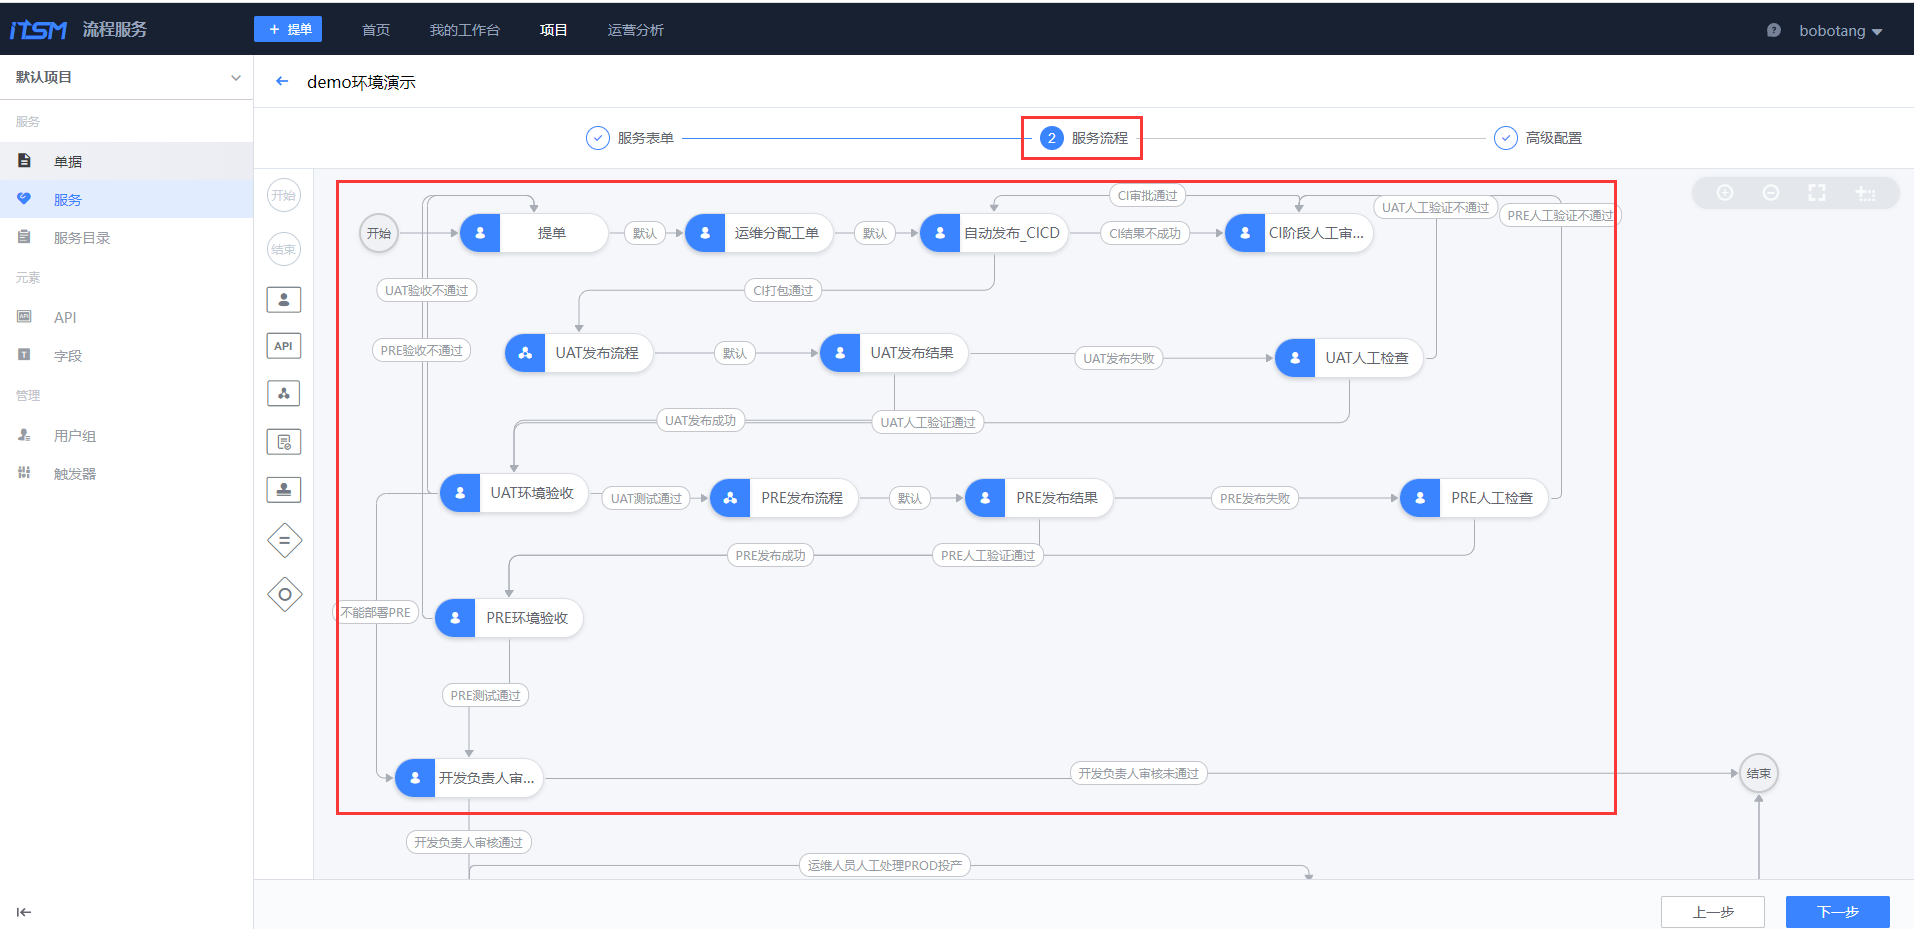 iTSM 流程服务
+ 提单
首页
我的工作台
项目
运营分析
?
bobotang
默认项目
demo环境演示
服务
单据
服务
服务目录
元素
API
字段
管理
用户组
触发器
服务表单
2 服务流程
高级配置
开始
结束
API
CI审批通过
UAT人工验证不通过
PRE人工验证不通过
开始
提单
默认
运维分配工单
默认
自动发布_CICD
CI结果不成功
CI阶段人工审...
UAT验收不通过
CI打包通过
PRE验收不通过
UAT发布流程
默认
UAT发布结果
UAT发布失败
UAT人工检查
UAT发布成功
UAT人工验证通过
UAT环境验收
UAT测试通过
PRE发布流程
默认
PRE发布结果
PRE发布失败
PRE人工检查
PRE发布成功
PRE人工验证通过
不能部署PRE
PRE环境验收
PRE测试通过
开发负责人审...
开发负责人审核未通过
结束
开发负责人审核通过
运维人员人工处理PROD投产
上一步
下一步